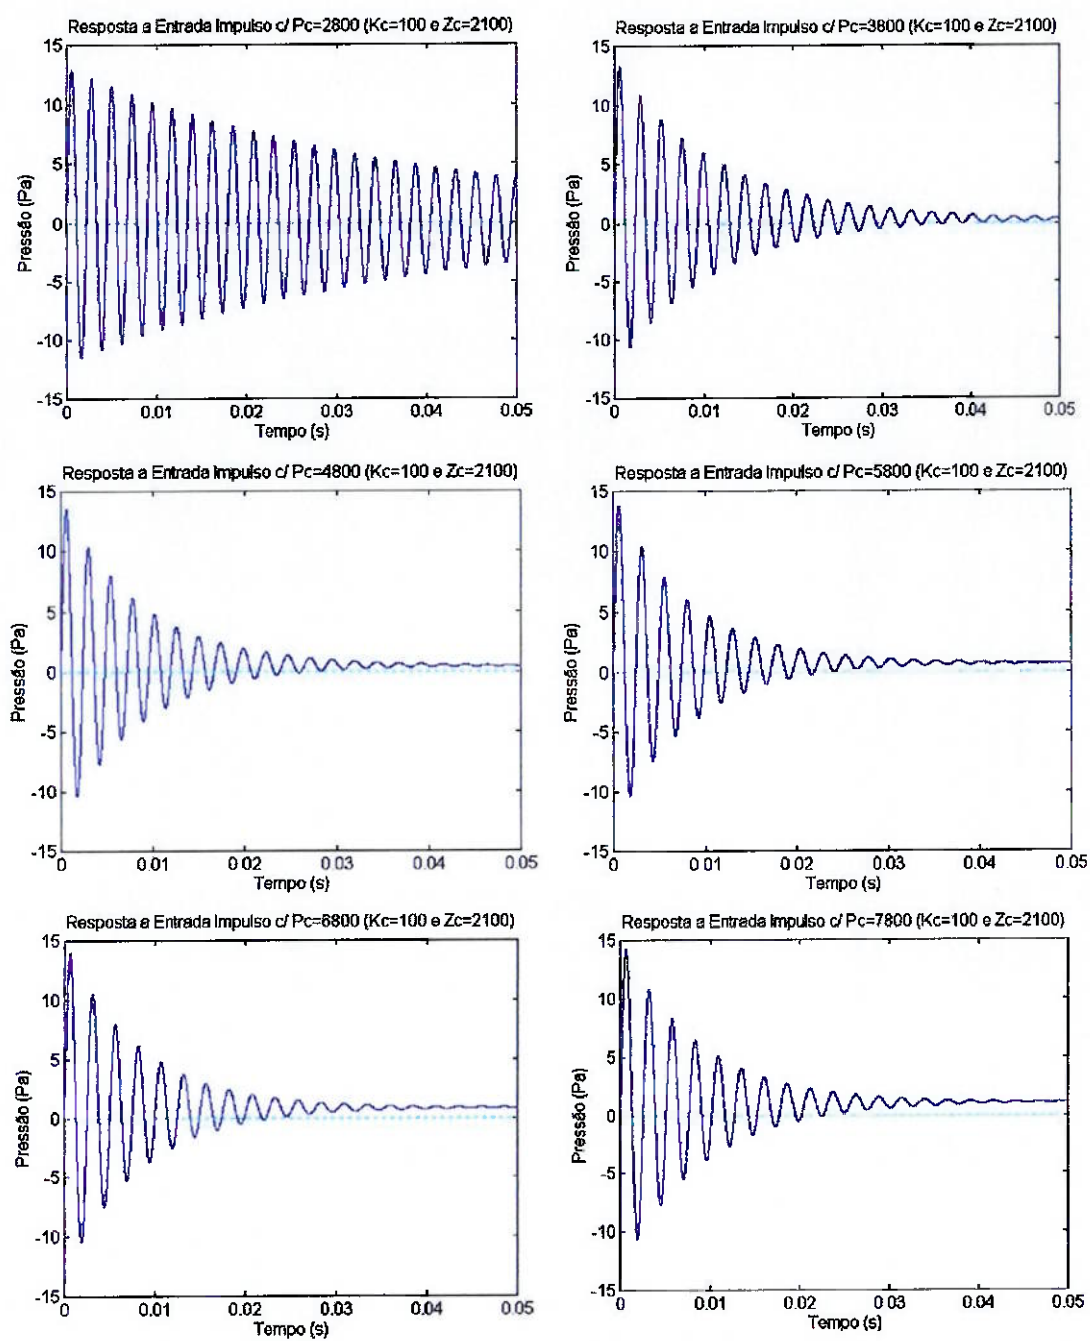 Resposta a Entrada Impulso c/ Pc=2800 (Kc=100 e Zc=2100)
15
10
5
0
-5
-10
-15
Pressão (Pa)
0 0.01 0.02 0.03 0.04 0.05
Tempo (s)
Resposta a Entrada Impulso c/ Pc=3800 (Kc=100 e Zc=2100)
15
10
5
0
-5
-10
-15
Pressão (Pa)
0 0.01 0.02 0.03 0.04 0.05
Tempo (s)
Resposta a Entrada Impulso c/ Pc=4800 (Kc=100 e Zc=2100)
15
10
5
0
-5
-10
-15
Pressão (Pa)
0 0.01 0.02 0.03 0.04 0.05
Tempo (s)
Resposta a Entrada Impulso c/ Pc=5800 (Kc=100 e Zc=2100)
15
10
5
0
-5
-10
-15
Pressão (Pa)
0 0.01 0.02 0.03 0.04 0.05
Tempo (s)
Resposta a Entrada Impulso c/ Pc=6800 (Kc=100 e Zc=2100)
15
10
5
0
-5
-10
-15
Pressão (Pa)
0 0.01 0.02 0.03 0.04 0.05
Tempo (s)
Resposta a Entrada Impulso c/ Pc=7800 (Kc=100 e Zc=2100)
15
10
5
0
-5
-10
-15
Pressão (Pa)
0 0.01 0.02 0.03 0.04 0.05
Tempo (s)